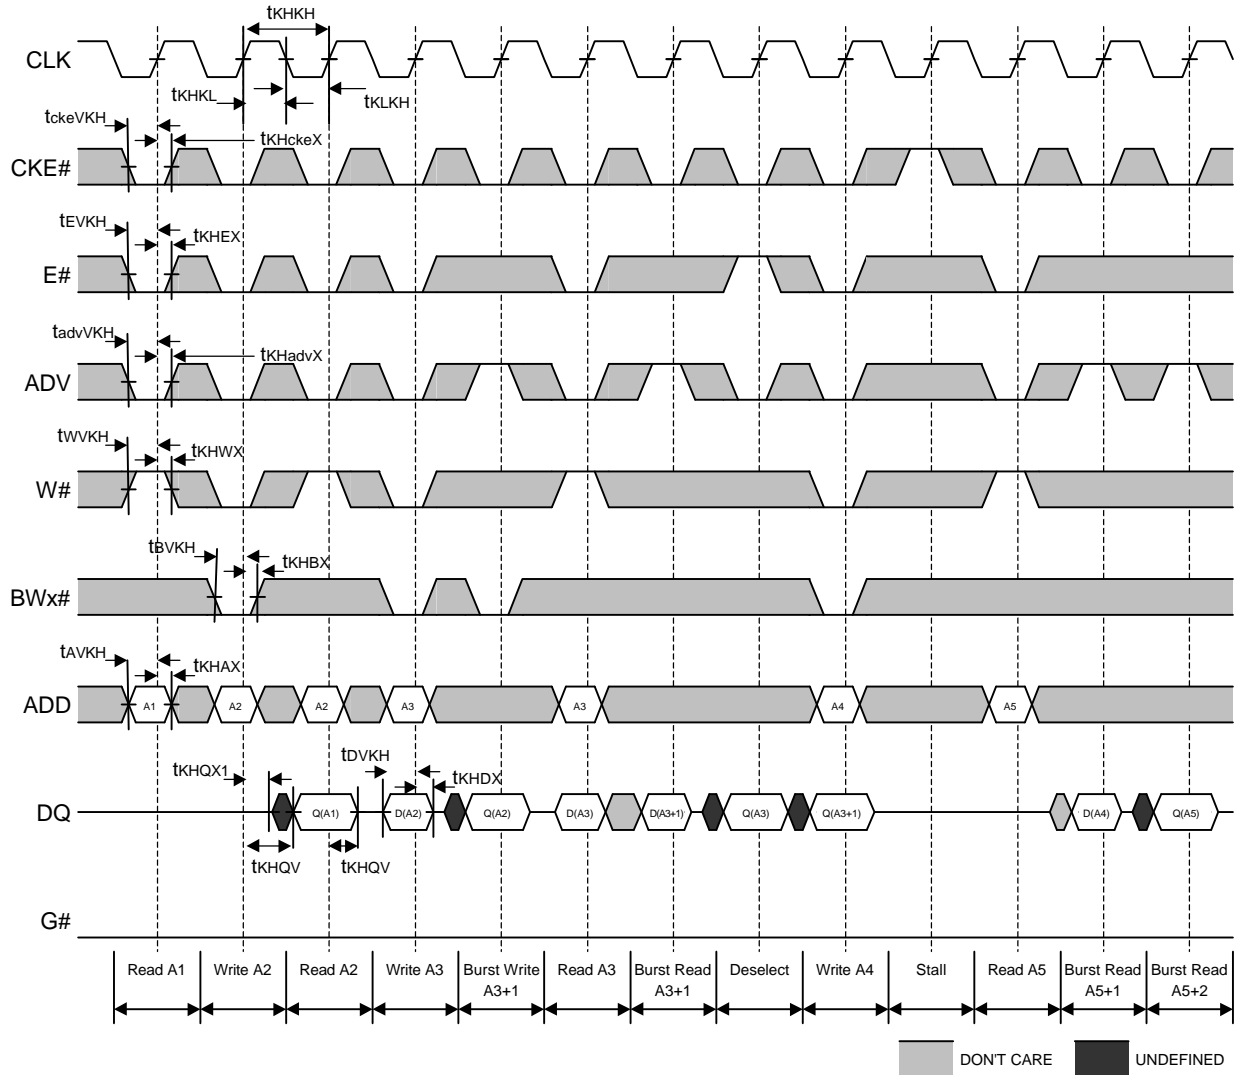 tKHKH
CLK
tKHKL
tKLKH
tckeVKH
tKHckeX
CKE#
tEVKH
tKHEX
E#
tadvVKH
tKHadvX
ADV
tWVKH
tKHWX
W#
tBVKH
tKHBX
BWx#
tAVKH
tKHAX
ADD
A1
A2
A2
A3
A3
A4
A5
tKHQX1
tDVKH
tKHDX
DQ
Q(A1)
D(A2)
Q(A2)
D(A3)
D(A3+1)
Q(A3)
Q(A3+1)
D(A4)
Q(A5)
tKHQV
tKHQV
G#
Read A1
Write A2
Read A2
Write A3
Burst Write
A3+1
Read A3
Burst Read
A3+1
Deselect
Write A4
Stall
Read A5
Burst Read
A5+1
Burst Read
A5+2
DON'T CARE
UNDEFINED